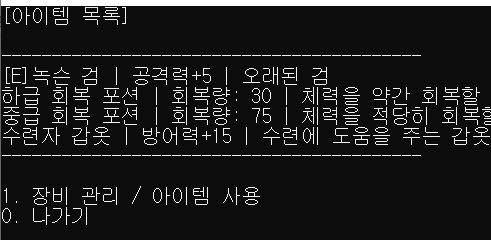 [아이템 목록]
------------------------------------------
[E]녹슨 검 | 공격력+5 | 오래된 검
하급 회복 포션 | 회복량: 30 | 체력을 약간 회복할
중급 회복 포션 | 회복량: 75 | 체력을 적당히 회복할
수련자 갑옷 | 방어력+15 | 수련에 도움을 주는 갑옷
------------------------------------------
1. 장비 관리 / 아이템 사용
0. 나가기